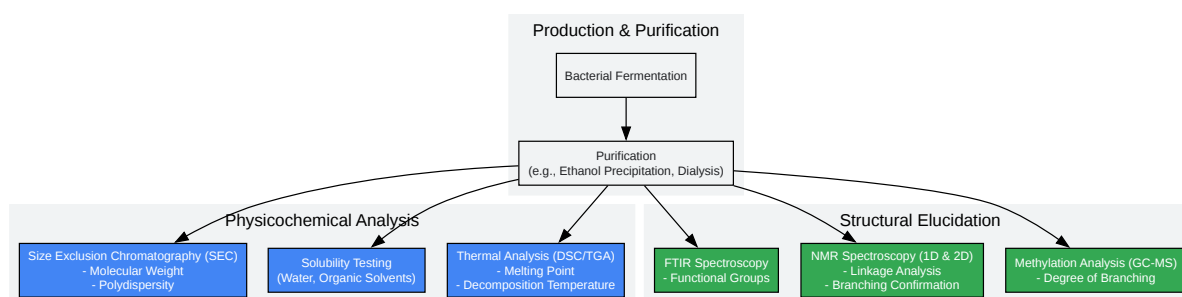 Production & Purification
Bacterial Fermentation
Purification
(e.g., Ethanol Precipitation, Dialysis)
Physicochemical Analysis
Size Exclusion Chromatography (SEC)
- Molecular Weight
- Polydispersity
Solubility Testing
(Water, Organic Solvents)
Thermal Analysis (DSC/TGA)
- Melting Point
- Decomposition Temperature
Structural Elucidation
FTIR Spectroscopy
- Functional Groups
NMR Spectroscopy (1D & 2D)
- Linkage Analysis
- Branching Confirmation
Methylation Analysis (GC-MS)
- Degree of Branching